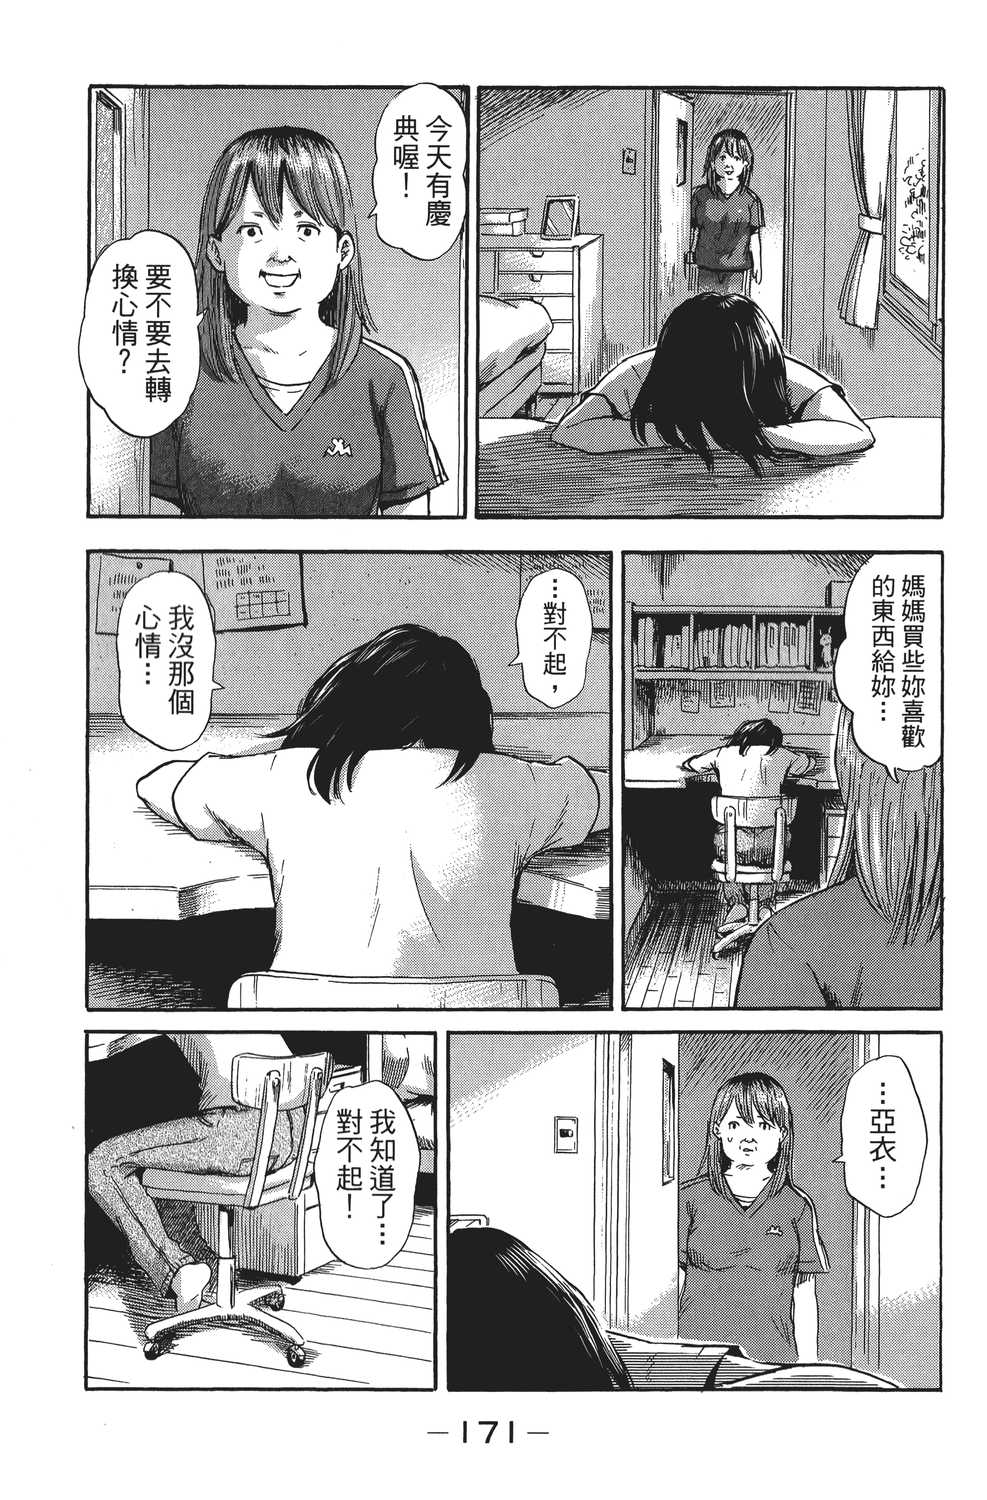 今天有慶
典喔！
要不要去轉
換心情？
媽媽買些妳喜歡
的東西給妳…
…對不起，
我沒那個
心情…
…亞衣…
我知道了…
對不起！
—171—